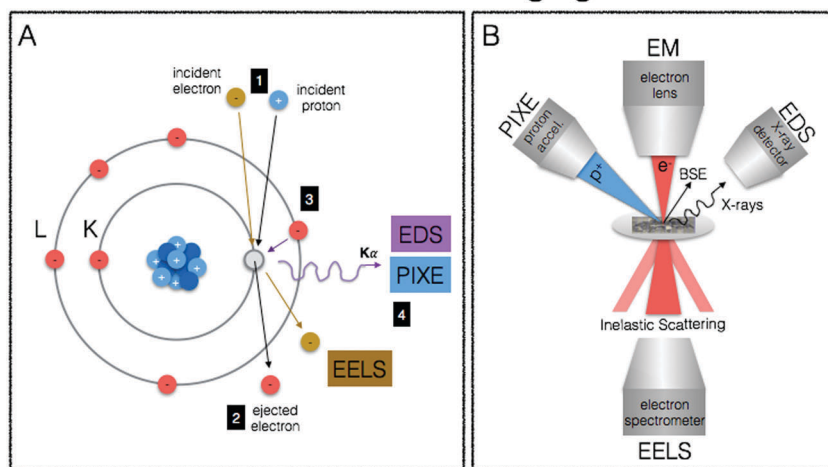 A
incident
electron
1
incident
proton
-
+
-
-
3
L
K
-
-
-
+
+
+
+
+
+
Kα
EDS
PIXE
4
-
EELS
-
-
2
ejected
electron
B
EM
electron
lens
PIXE
proton
accel.
EDS
X-ray
detector
p+
e-
BSE
X-rays
Inelastic Scattering
electron
spectrometer
EELS